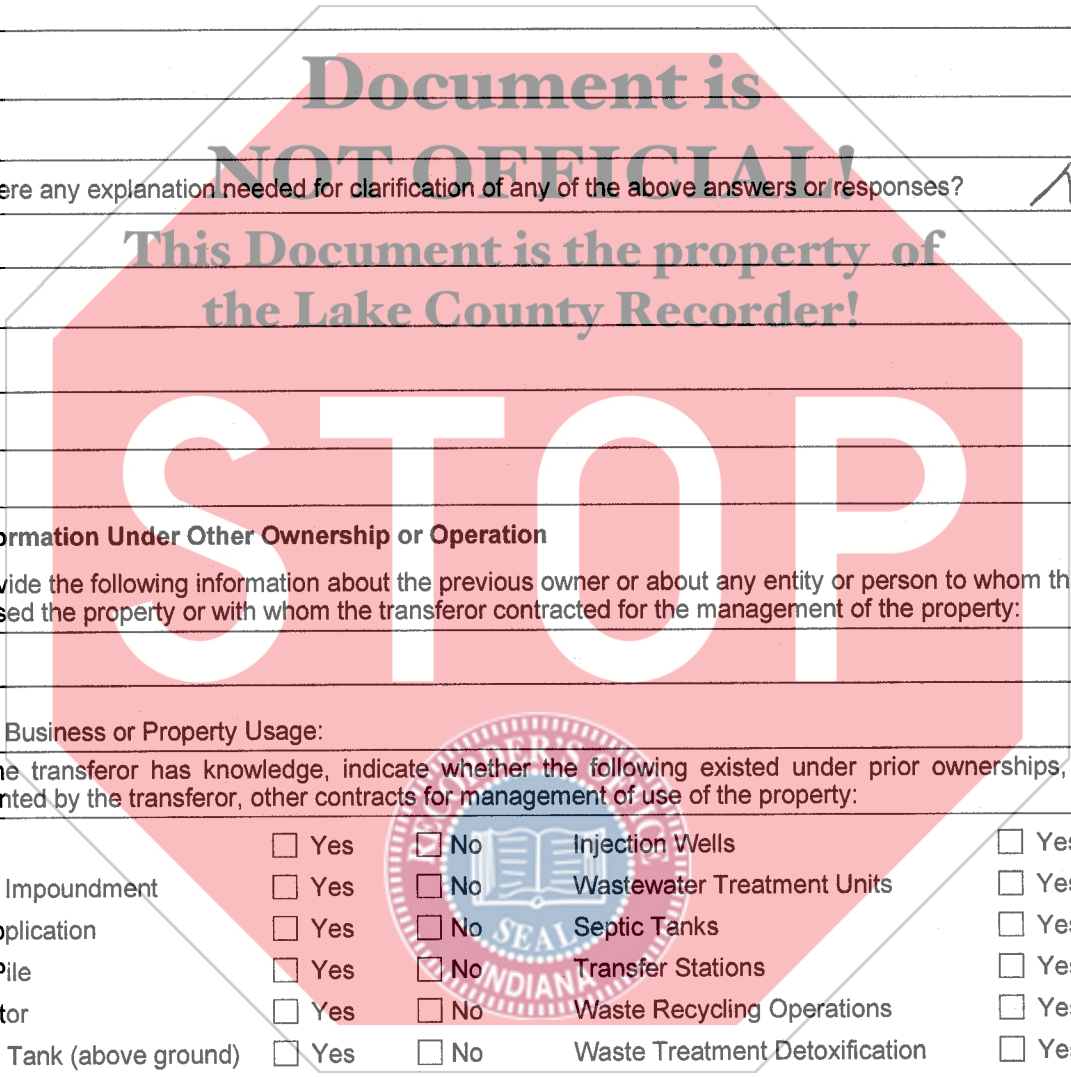 Document is
NOT OFFICIAL!
ere any explanation needed for clarification of any of the above answers or responses?
This Document is the property of
the Lake County Recorder!
STOP
ormation Under Other Ownership or Operation
vide the following information about the previous owner or about any entity or person to whom th
sed the property or with whom the transferor contracted for the management of the property:
Business or Property Usage:
he transferor has knowledge, indicate whether the following existed under prior ownerships,
nted by the transferor, other contracts for management of use of the property:
RECORDER'S OFFICE
SEAL
INDIANA
Yes No Injection Wells Yes
Impoundment Yes No Wastewater Treatment Units Yes
pplication Yes No Septic Tanks Yes
Pile Yes No Transfer Stations Yes
tor Yes No Waste Recycling Operations Yes
Tank (above ground) Yes No Waste Treatment Detoxification Yes